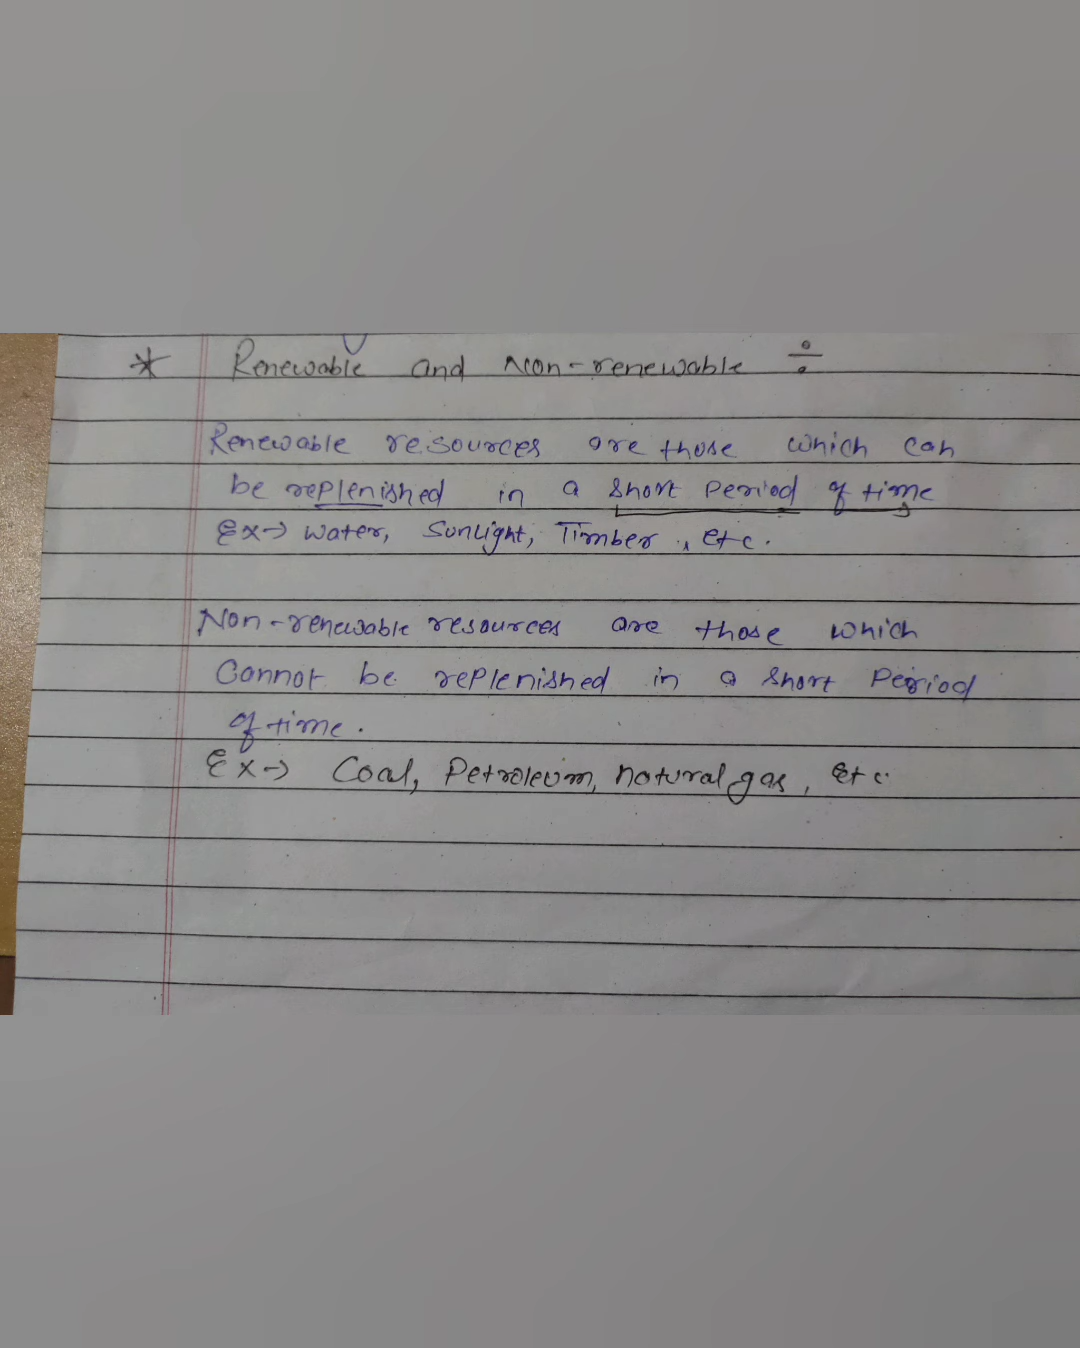 * Renewable and Non-renewable ÷
Renewable resources are those which can
be replenished in a short period of time
Ex→ water, Sunlight, Timber, etc.
Non-renewable resources are those which
Cannot be replenished in a short Period
of time.
Ex→ Coal, Petroleum, natural gas, etc.